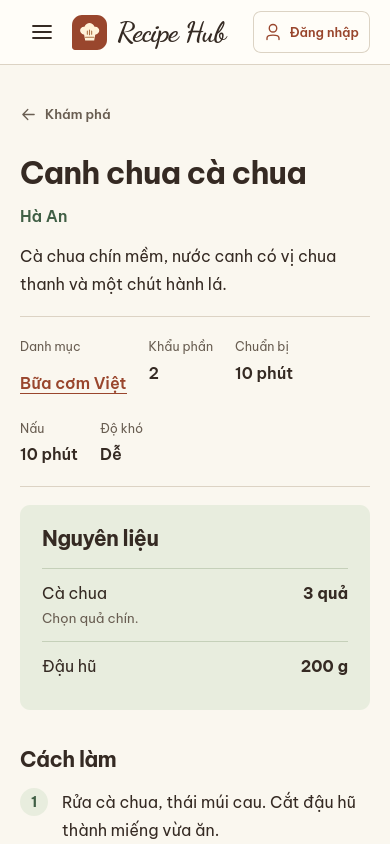 Recipe Hub
Đăng nhập
Khám phá
Canh chua cà chua
Hà An
Cà chua chín mềm, nước canh có vị chua
thanh và một chút hành lá.
Danh mục
Bữa cơm Việt
Khẩu phần
2
Chuẩn bị
10 phút
Nấu
10 phút
Độ khó
Dễ
Nguyên liệu
Cà chua
3 quả
Chọn quả chín.
Đậu hũ
200 g
Cách làm
1
Rửa cà chua, thái múi cau. Cắt đậu hũ
thành miếng vừa ăn.